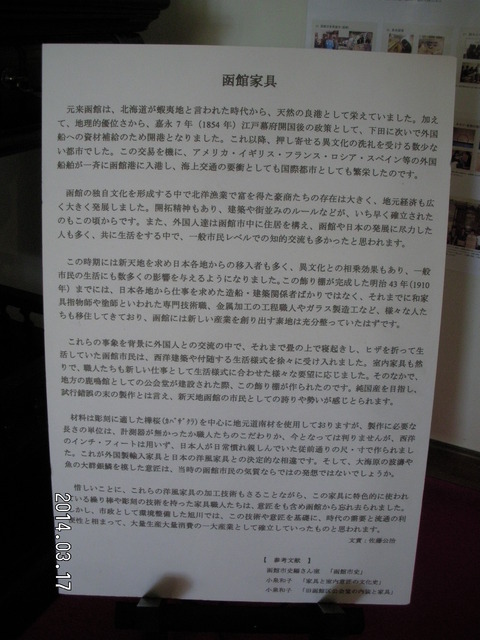 函館家具
元来函館は、北海道が蝦夷地と言われた時代から、天然の良港として栄えていました。加え
て、地理的優位さから、嘉永７年（1854 年）江戸幕府開国後の政策として、下田に次いで外国
船への資材補給のため開港となりました。これ以降、押し寄せる異文化の洗礼を受ける数少な
い都市でした。この交易を機に、アメリカ・イギリス・フランス・ロシア・スペイン等の外国
船舶が一斉に函館港に入港し、海上交通の要衝としても国際都市としても繁栄したのです。
函館の独自文化を形成する中で北洋漁業で富を得た豪商たちの存在は大きく、地元経済も広
く大きく発展しました。開拓精神もあり、建築や街並みのルールなどが、いち早く確立された
のもこの頃からです。また、外国人達は函館市中に住居を構え、函館や日本の発展に尽力した
人も多く、共に生活をする中で、一般市民レベルでの知的交流も多かったと思われます。
この時期には新天地を求め日本各地からの移入者も多く、異文化との相乗効果もあり、一般
市民の生活にも数多くの影響を与えるようになりました。この飾り棚が完成した明治 43 年(1910
年）までには、日本各地から仕事を求めた造船・建築関係者ばかりではなく、それまでに和家
具指物師や塗師といわれた専門技術職、金属加工の工程職人やガラス製造工など、様々な人た
ちも移住してきており、函館には新しい産業を創り出す素地は充分整っていたはずです。
これらの事象を背景に外国人との交流の中で、それまで畳の上で寝起きし、ヒザを折って生
活していた函館市民は、西洋建築や付随する生活様式を徐々に受け入れました。室内家具も然
りで、職人たちも新しい仕事として生活様式に合わせた様々な要望に応じました。そのなかで、
地方の鹿鳴館としての公会堂が建設された際、この飾り棚が作られたのです。純国産を目指し、
試行錯誤の末の製作とは言え、新天地函館の市民としての誇りや勢いが感じとられます。
材料は彫刻に適した樺桜(ｶﾊﾞｻﾞｸﾗ)を中心に地元道南材を使用しておりますが、製作に必要な
長さの単位は、計測器が無かったか職人たちのこだわりか、今となっては判りませんが、西洋
のインチ・フィートは用いず、日本人が日常慣れ親しんでいた従前通りの尺・寸で作られまし
た。これが外国製輸入家具と日本の洋風家具との決定的な相違です。そして、大海原の波濤や
魚の大群銀鱗を模した意匠は、当時の函館市民の気質ならではの発想ではないでしょうか。
惜しいことに、これらの洋風家具の加工技術もさることながら、この家具に特色的に使われ
ている繰り棒や彫刻の技術を持った家具職人たちは、意匠をも含め函館から忘れ去られました。
しかし、市政として環境整備した旭川では、この技術や意匠を基礎に、時代の需要と流通の利
便性と相まって、大量生産大量消費の一大産業として確立していったものと思われます。
文責：佐藤
【 参考文献 】
函館市史編さん室 「函館市史」
小泉和子 「家具と室内意匠の文化史」
小泉和子 「旧函館区公会堂の内装と家具」
2014.03.17